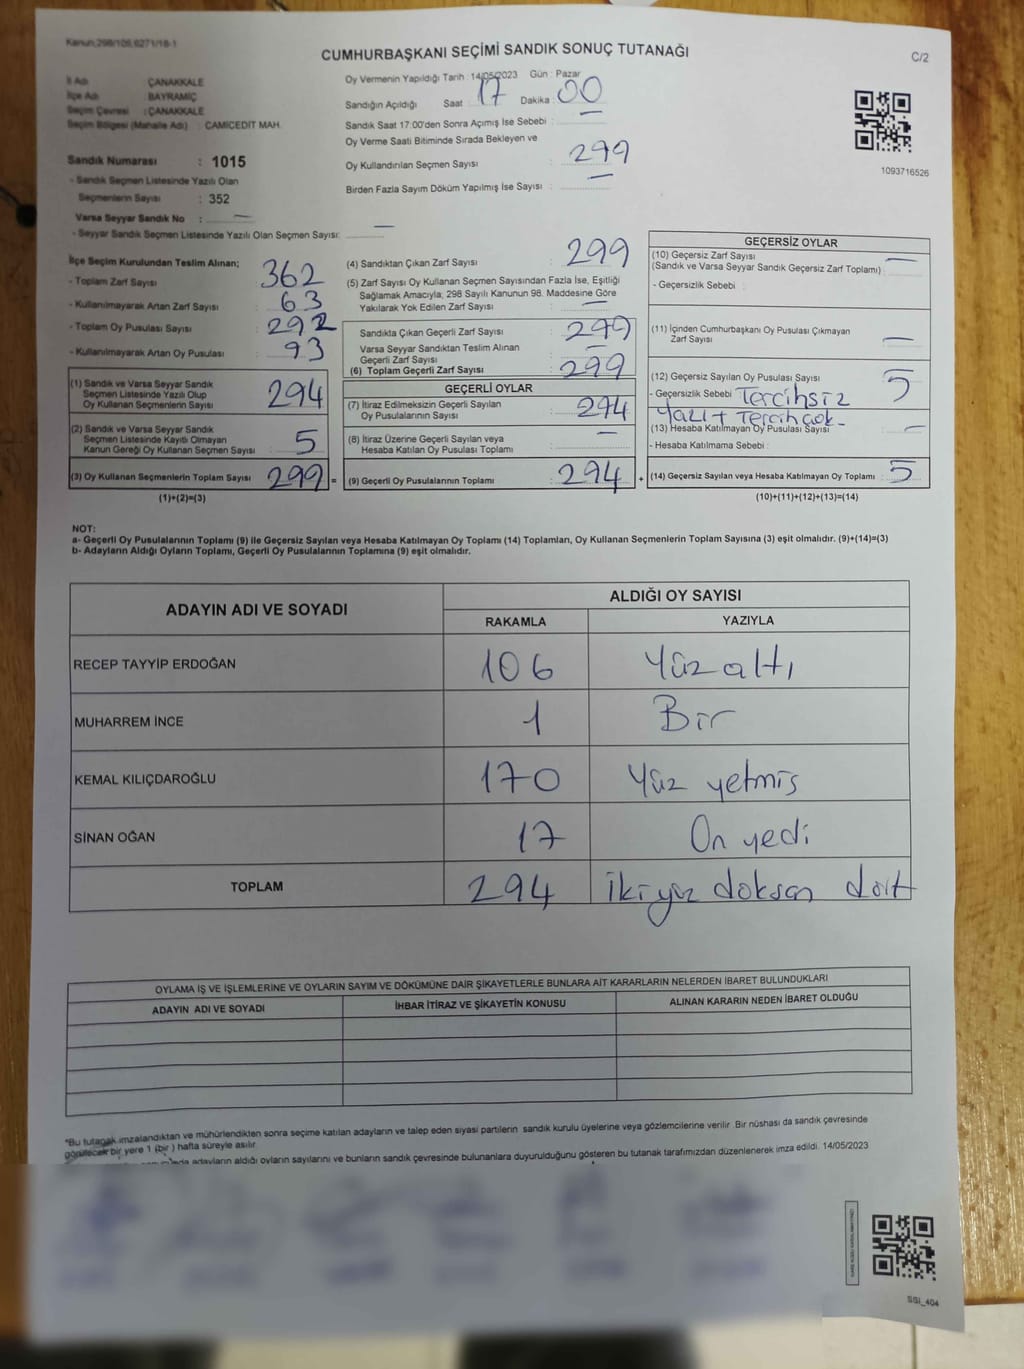 Kanun:298/105,6271/18-1
CUMHURBAŞKANI SEÇİMİ SANDIK SONUÇ TUTANAĞI
C/2
İl Adı : ÇANAKKALE
İlçe Adı : BAYRAMİÇ
Seçim Çevresi : ÇANAKKALE
Seçim Bölgesi (Mahalle Adı) : CAMİCEDİT MAH.
Sandık Numarası : 1015
- Sandık Seçmen Listesinde Yazılı Olan
Seçmenlerin Sayısı : 352
Varsa Seyyar Sandık No : —
- Seyyar Sandık Seçmen Listesinde Yazılı Olan Seçmen Sayısı: —
Oy Vermenin Yapıldığı Tarih : 14/05/2023 Gün : Pazar
Sandığın Açıldığı Saat 17 Dakika : 00
Sandık Saat 17:00'den Sonra Açımış İse Sebebi : —
Oy Verme Saati Bitiminde Sırada Bekleyen ve
Oy Kullandırılan Seçmen Sayısı : 299
Birden Fazla Sayım Döküm Yapılmış İse Sayısı : —
1093716526
İlçe Seçim Kurulundan Teslim Alınan;
- Toplam Zarf Sayısı : 362
- Kullanılmayarak Artan Zarf Sayısı : 63
- Toplam Oy Pusulası Sayısı : 292
- Kullanılmayarak Artan Oy Pusulası : 93
(1) Sandık ve Varsa Seyyar Sandık
Seçmen Listesinde Yazılı Olup
Oy Kullanan Seçmenlerin Sayısı : 294
(2) Sandık ve Varsa Seyyar Sandık
Seçmen Listesinde Kayıtlı Olmayan
Kanun Gereği Oy Kullanan Seçmen Sayısı : 5
(3) Oy Kullanan Seçmenlerin Toplam Sayısı : 299 =
(1)+(2)=(3)
(4) Sandıktan Çıkan Zarf Sayısı : 299
(5) Zarf Sayısı Oy Kullanan Seçmen Sayısından Fazla İse, Eşitliği
Sağlamak Amacıyla; 298 Sayılı Kanunun 98. Maddesine Göre
Yakılarak Yok Edilen Zarf Sayısı : —
Sandıkta Çıkan Geçerli Zarf Sayısı : 299
Varsa Seyyar Sandıktan Teslim Alınan
Geçerli Zarf Sayısı : —
(6) Toplam Geçerli Zarf Sayısı : 299
GEÇERLİ OYLAR
(7) İtiraz Edilmeksizin Geçerli Sayılan
Oy Pusulalarının Sayısı : 294
(8) İtiraz Üzerine Geçerli Sayılan veya
Hesaba Katılan Oy Pusulası Toplamı : —
(9) Geçerli Oy Pusulalarının Toplamı : 294 +
GEÇERSİZ OYLAR
(10) Geçersiz Zarf Sayısı : —
(Sandık ve Varsa Seyyar Sandık Geçersiz Zarf Toplamı)
- Geçersizlik Sebebi :
(11) İçinden Cumhurbaşkanı Oy Pusulası Çıkmayan
Zarf Sayısı : —
(12) Geçersiz Sayılan Oy Pusulası Sayısı : 5
- Geçersizlik Sebebi Tercihsiz
Yazı + Tercih çok
(13) Hesaba Katılmayan Oy Pusulası Sayısı : —
- Hesaba Katılmama Sebebi :
(14) Geçersiz Sayılan veya Hesaba Katılmayan Oy Toplamı : 5
(10)+(11)+(12)+(13)=(14)
NOT:
a- Geçerli Oy Pusulalarının Toplamı (9) ile Geçersiz Sayılan veya Hesaba Katılmayan Oy Toplamı (14) Toplamları, Oy Kullanan Seçmenlerin Toplam Sayısına (3) eşit olmalıdır. (9)+(14)=(3)
b- Adayların Aldığı Oyların Toplamı, Geçerli Oy Pusulalarının Toplamına (9) eşit olmalıdır.
ADAYIN ADI VE SOYADI
ALDIĞI OY SAYISI
RAKAMLA YAZIYLA
RECEP TAYYİP ERDOĞAN 106 Yüz altı
MUHARREM İNCE 1 Bir
KEMAL KILIÇDAROĞLU 170 Yüz yetmiş
SİNAN OĞAN 17 On yedi
TOPLAM 294 İkiyüz doksan dört
OYLAMA İŞ VE İŞLEMLERİNE VE OYLARIN SAYIM VE DÖKÜMÜNE DAİR ŞİKAYETLERLE BUNLARA AİT KARARLARIN NELERDEN İBARET BULUNDUKLARI
ADAYIN ADI VE SOYADI İHBAR İTİRAZ VE ŞİKAYETİN KONUSU ALINAN KARARIN NEDEN İBARET OLDUĞU
"Bu tutanak imzalandıktan ve mühürlendikten sonra seçime katılan adayların ve talep eden siyasi partilerin sandık kurulu üyelerine veya gözlemcilerine verilir. Bir nüshası da sandık çevresinde
görülecek bir yere 1 (bir ) hafta süreyle asılır.
adayların aldığı oyların sayılarını ve bunların sandık çevresinde bulunanlara duyurulduğunu gösteren bu tutanak tarafımızdan düzenlenerek imza edildi. 14/05/2023
SSI_404